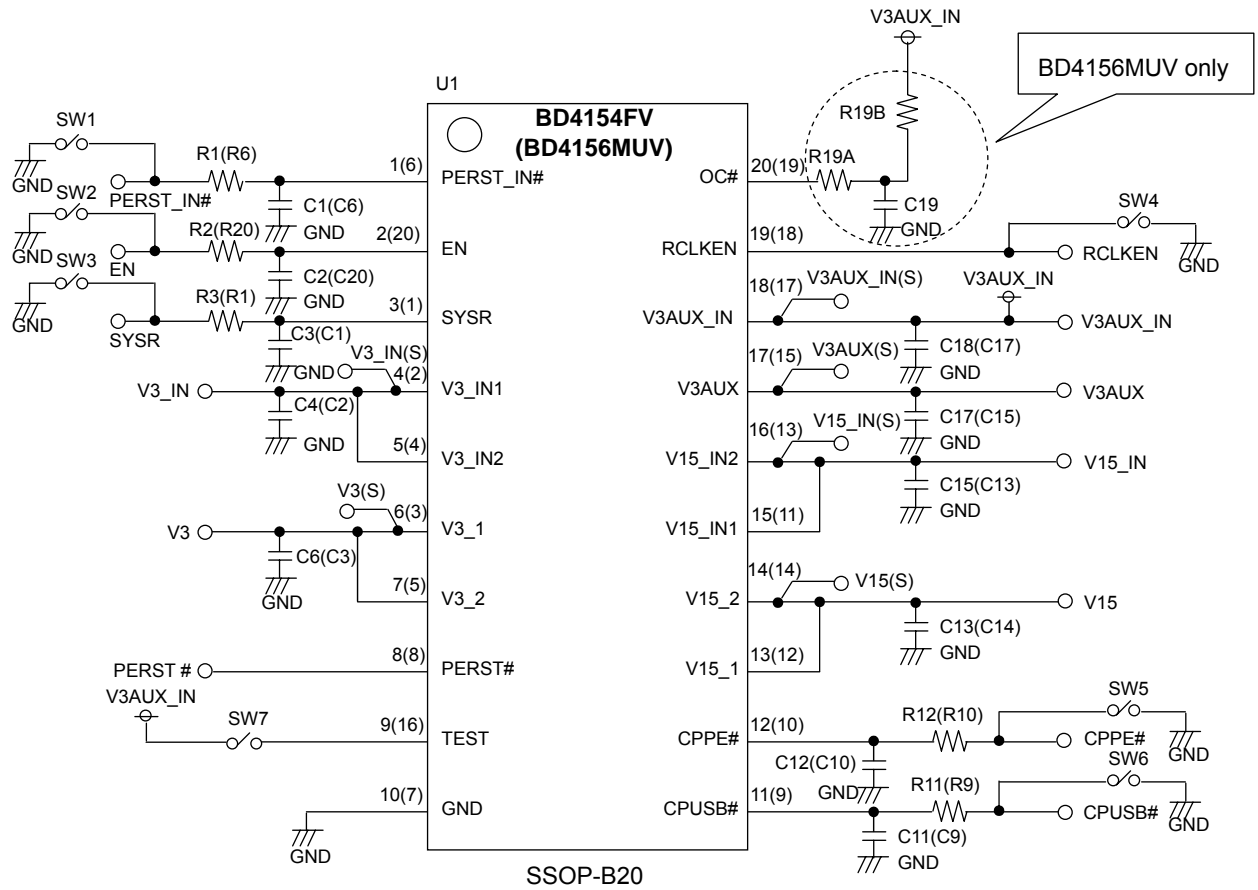 V3AUX_IN
BD4156MUV only
U1
BD4154FV
(BD4156MUV)
R19B
R19A
C19
GND
SW1
GND
PERST_IN#
R1(R6)
1(6)
PERST_IN#
C1(C6)
GND
SW2
GND
EN
R2(R20)
2(20)
EN
C2(C20)
GND
SW3
GND
SYSR
R3(R1)
3(1)
SYSR
C3(C1)
GND
V3_IN(S)
4(2)
V3_IN
V3_IN1
C4(C2)
GND
5(4)
V3_IN2
V3(S)
6(3)
V3
V3_1
C6(C3)
GND
7(5)
V3_2
PERST #
8(8)
PERST#
V3AUX_IN
SW7
9(16)
TEST
10(7)
GND
GND
20(19)
OC#
19(18)
RCLKEN
SW4
GND
RCLKEN
18(17)
V3AUX_IN(S)
V3AUX_IN
V3AUX_IN
V3AUX_IN
C18(C17)
GND
17(15)
V3AUX(S)
V3AUX
V3AUX
C17(C15)
GND
16(13)
V15_IN(S)
V15_IN2
V15_IN
C15(C13)
GND
15(11)
V15_IN1
14(14)
V15(S)
V15_2
V15
C13(C14)
GND
13(12)
V15_1
12(10)
CPPE#
R12(R10)
SW5
CPPE#
GND
C12(C10)
GND
11(9)
CPUSB#
R11(R9)
SW6
CPUSB#
GND
C11(C9)
GND
SSOP-B20